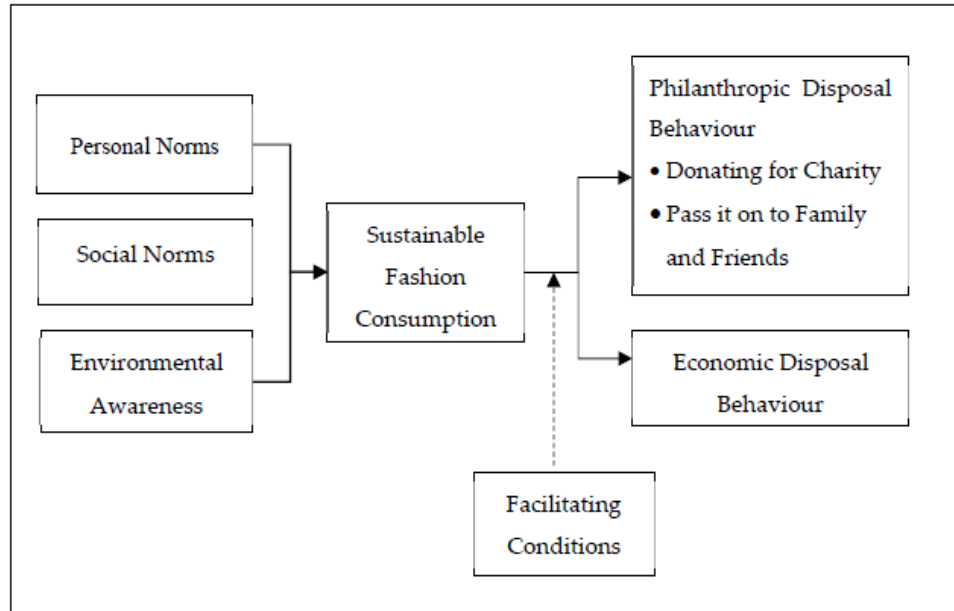 Personal Norms
Social Norms
Environmental
Awareness
Sustainable
Fashion
Consumption
Philanthropic Disposal
Behaviour
• Donating for Charity
• Pass it on to Family
and Friends
Economic Disposal
Behaviour
Facilitating
Conditions